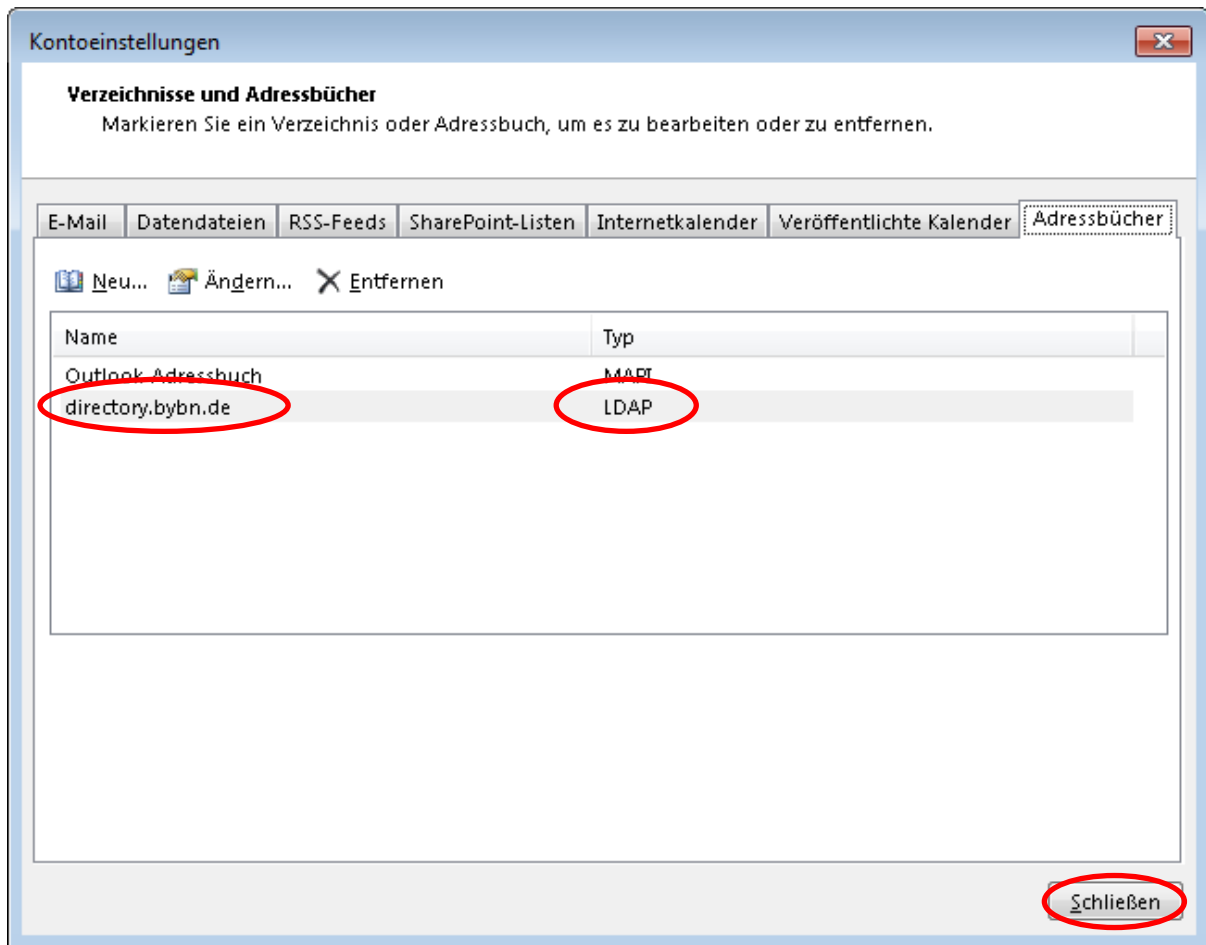 Kontoeinstellungen
Verzeichnisse und Adressbücher
Markieren Sie ein Verzeichnis oder Adressbuch, um es zu bearbeiten oder zu entfernen.
E-Mail Datendateien RSS-Feeds SharePoint-Listen Internetkalender Veröffentlichte Kalender Adressbücher
Neu... Ändern... Entfernen
Name Typ
Outlook-Adressbuch MAPI
directory.bybn.de LDAP
Schließen